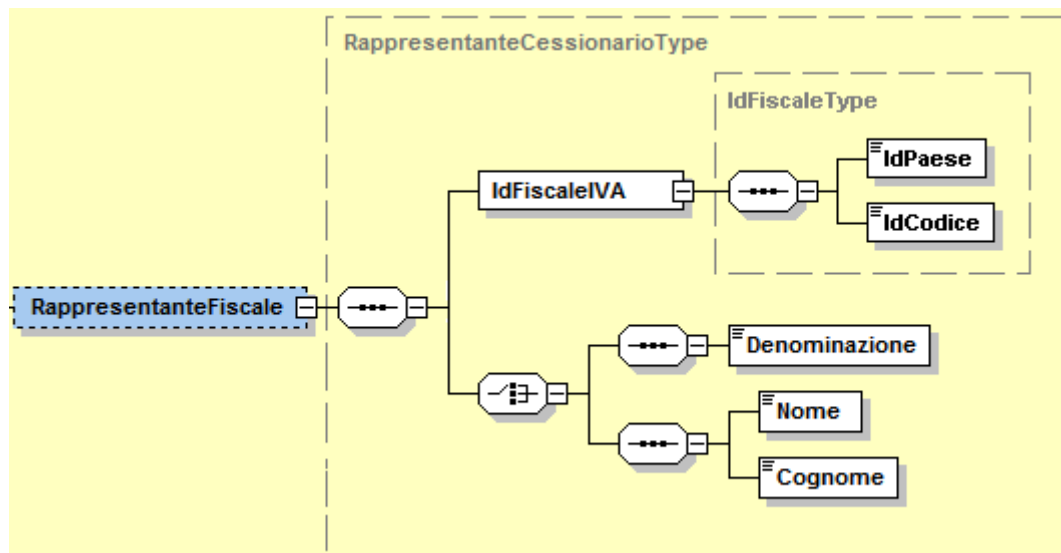 RappresentanteCessionarioType
IdFiscaleType
IdPaese
IdFiscaleIVA
IdCodice
RappresentanteFiscale
Denominazione
Nome
Cognome